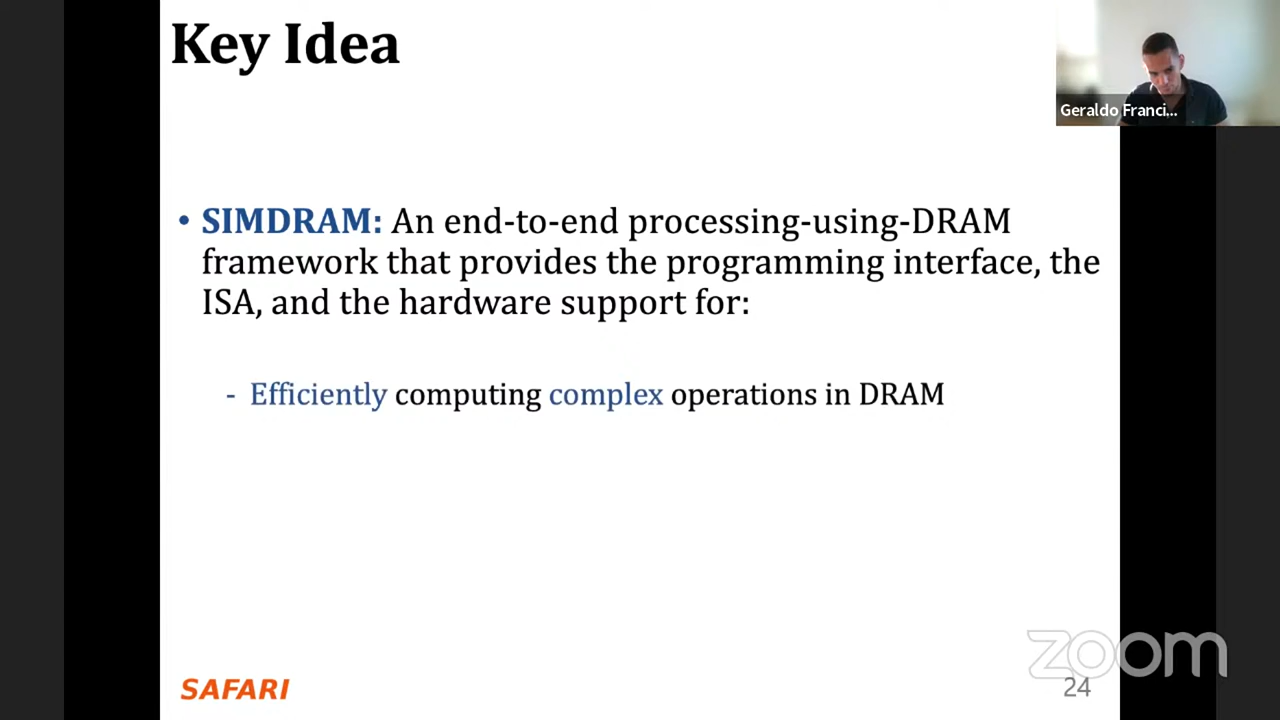 Key Idea
Geraldo Franci...
• SIMDRAM: An end-to-end processing-using-DRAM
framework that provides the programming interface, the
ISA, and the hardware support for:
- Efficiently computing complex operations in DRAM
zoom
SAFARI
24